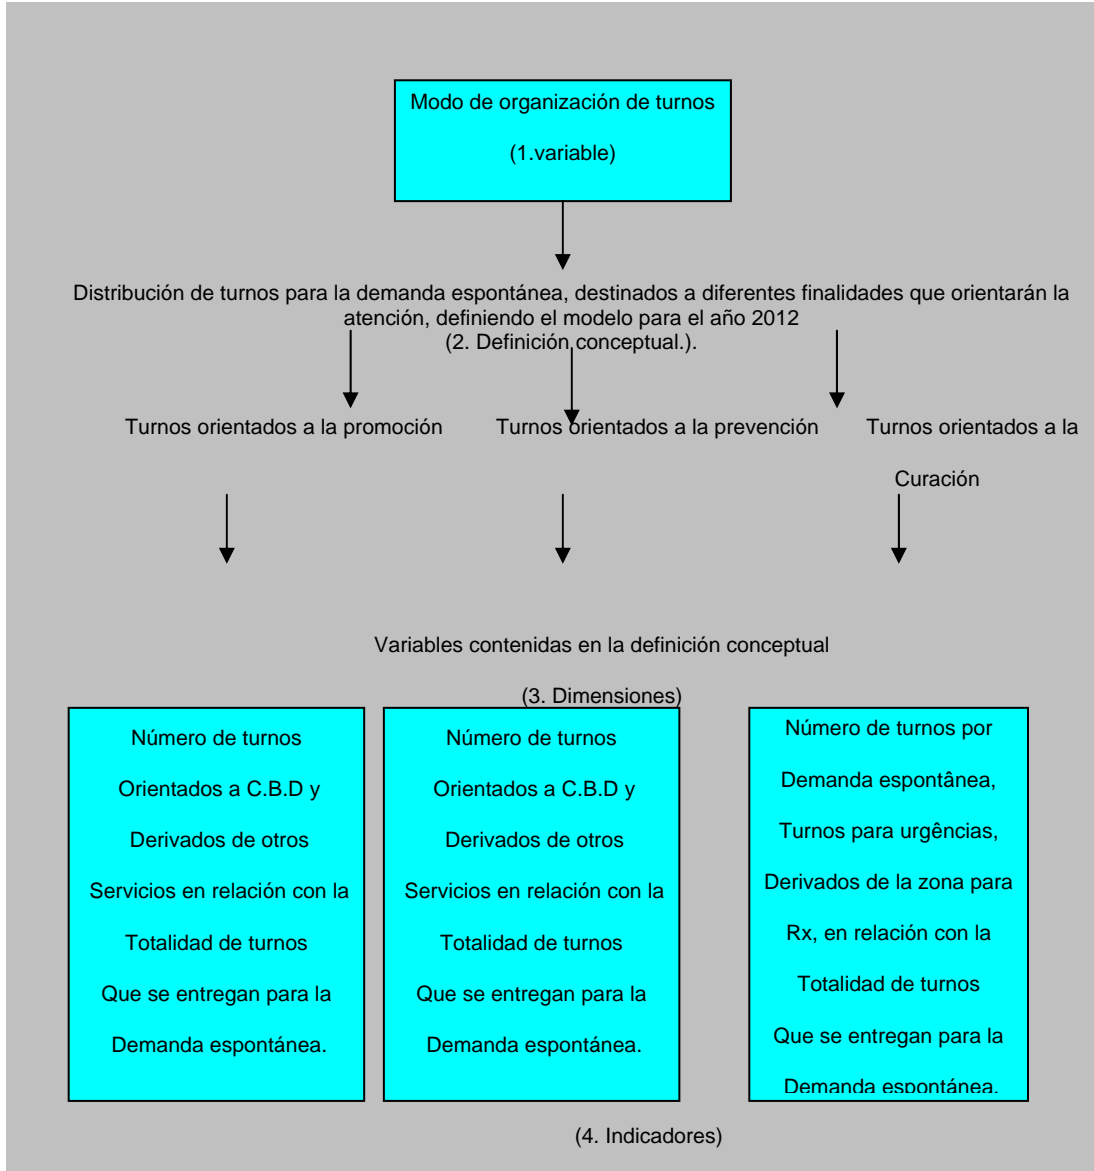 Modo de organización de turnos
(1.variable)
Distribución de turnos para la demanda espontánea, destinados a diferentes finalidades que orientarán la
atención, definiendo el modelo para el año 2012
(2. Definición conceptual.).
Turnos orientados a la promoción
Turnos orientados a la prevención
Turnos orientados a la
Curación
Variables contenidas en la definición conceptual
(3. Dimensiones)
Número de turnos
Orientados a C.B.D y
Derivados de otros
Servicios en relación con la
Totalidad de turnos
Que se entregan para la
Demanda espontánea.
Número de turnos
Orientados a C.B.D y
Derivados de otros
Servicios en relación con la
Totalidad de turnos
Que se entregan para la
Demanda espontánea.
Número de turnos por
Demanda espontânea,
Turnos para urgências,
Derivados de la zona para
Rx, en relación con la
Totalidad de turnos
Que se entregan para la
Demanda espontánea.
(4. Indicadores)